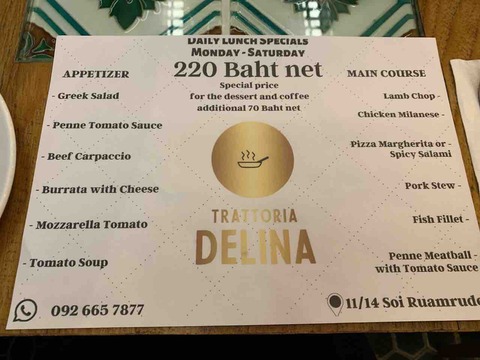 DAILY LUNCH SPECIALS
MONDAY - SATURDAY
220 Baht net
Special price
for the dessert and coffee
additional 70 Baht net
APPETIZER
- Greek Salad
- Penne Tomato Sauce
- Beef Carpaccio
- Burrata with Cheese
- Mozzarella Tomato
- Tomato Soup
MAIN COURSE
Lamb Chop -
Chicken Milanese -
Pizza Margherita or -
Spicy Salami
Pork Stew -
Fish Fillet -
Penne Meatball -
with Tomato Sauce
TRATTORIA
DELINA
092 665 7877
11/14 Soi Ruamrude